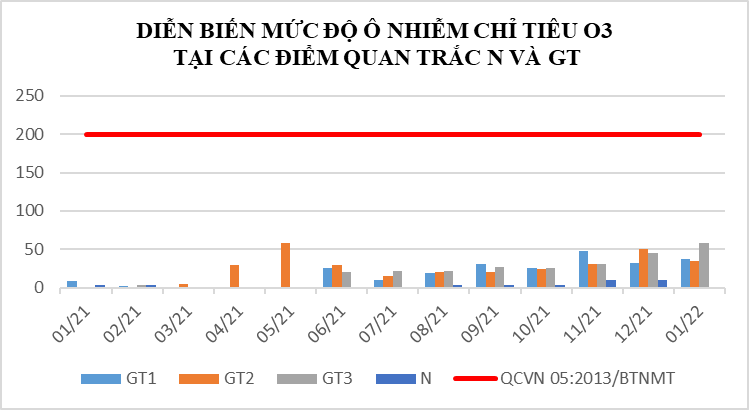 DIỄN BIẾN MỨC ĐỘ Ô NHIỄM CHỈ TIÊU O3
TẠI CÁC ĐIỂM QUAN TRẮC N VÀ GT
250
200
150
100
50
0
01/21 02/21 03/21 04/21 05/21 06/21 07/21 08/21 09/21 10/21 11/21 12/21 01/22
GT1 GT2 GT3 N QCVN 05:2013/BTNMT